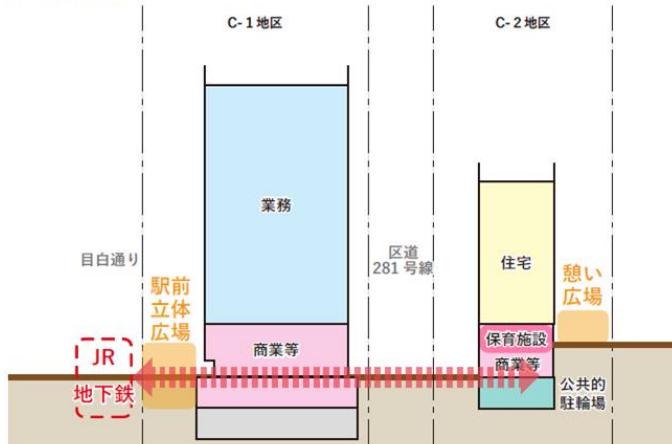 C-1地区
C-2地区
業務
目白通り
区道
281号線
住宅
駅前
立体
広場
憩い
広場
商業等
保育施設
商業等
JR
地下鉄
公共的
駐輪場